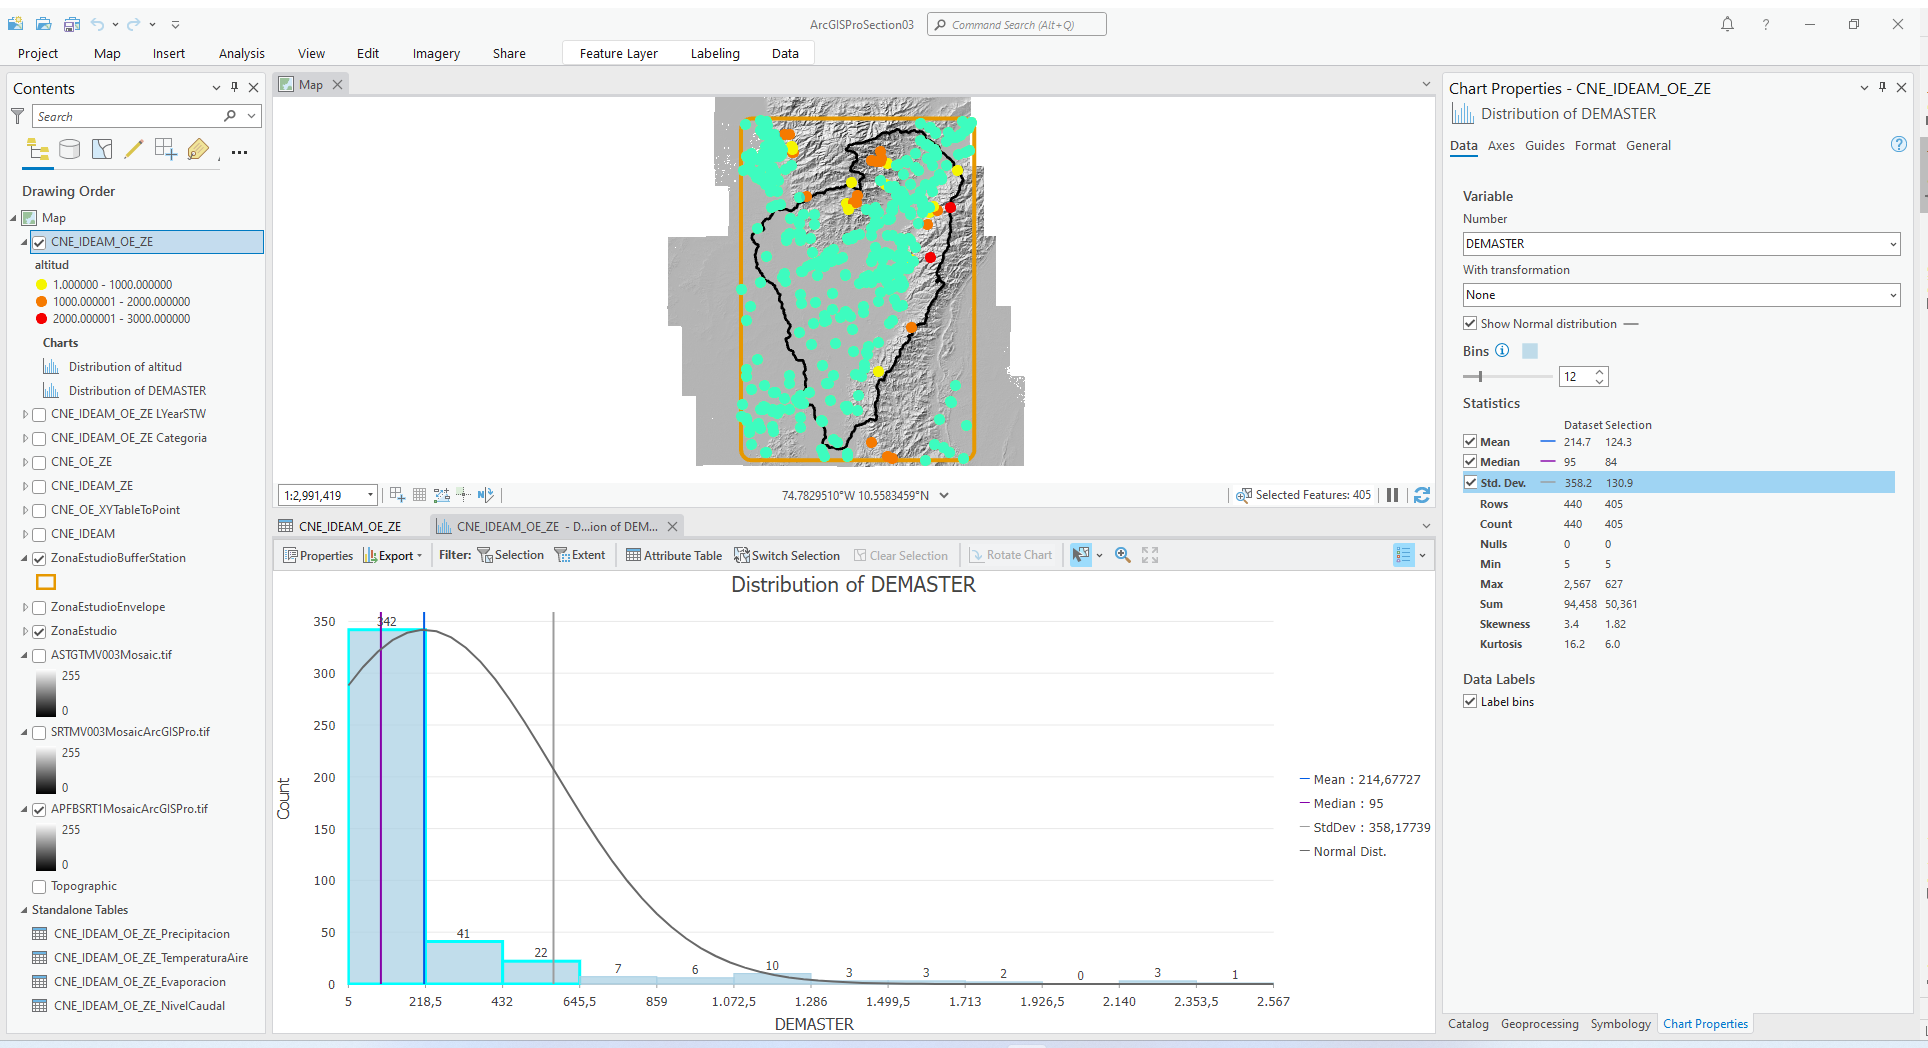 ArcGISProSection03
Command Search (Alt+Q)
?
Project Map Insert Analysis View Edit Imagery Share Feature Layer Labeling Data
Contents
Search
Drawing Order
Map
CNE_IDEAM_OE_ZE
altitud
1.000000 - 1000.000000
1000.000001 - 2000.000000
2000.000001 - 3000.000000
Charts
Distribution of altitud
Distribution of DEMASTER
CNE_IDEAM_OE_ZE LYearSTW
CNE_IDEAM_OE_ZE Categoria
CNE_OE_ZE
CNE_IDEAM_ZE
CNE_OE_XYTableToPoint
CNE_IDEAM
ZonaEstudioBufferStation
ZonaEstudioEnvelope
ZonaEstudio
ASTGTMV003Mosaic.tif
255
0
SRTMV003MosaicArcGISPro.tif
255
0
APFBSRT1MosaicArcGISPro.tif
255
0
Topographic
Standalone Tables
CNE_IDEAM_OE_ZE_Precipitacion
CNE_IDEAM_OE_ZE_TemperaturaAire
CNE_IDEAM_OE_ZE_Evaporacion
CNE_IDEAM_OE_ZE_NivelCaudal
Map
1:2,991,419
74.7829510°W 10.5583459°N
Selected Features: 405
CNE_IDEAM_OE_ZE
CNE_IDEAM_OE_ZE - D...ion of DEM...
Properties Export Filter: Selection Extent Attribute Table Switch Selection Clear Selection Rotate Chart
Distribution of DEMASTER
Count
350
300
250
200
150
100
50
0
342
41
22
7
6
10
3
3
2
0
3
1
5 218,5 432 645,5 859 1.072,5 1.286 1.499,5 1.713 1.926,5 2.140 2.353,5 2.567
DEMASTER
Mean : 214,67727
Median : 95
StdDev : 358,17739
Normal Dist.
Chart Properties - CNE_IDEAM_OE_ZE
Distribution of DEMASTER
Data Axes Guides Format General
?
Variable
Number
DEMASTER
With transformation
None
Show Normal distribution
Bins
12
Statistics
Dataset Selection
Mean 214.7 124.3
Median 95 84
Std. Dev. 358.2 130.9
Rows 440 405
Count 440 405
Nulls 0 0
Min 5 5
Max 2,567 627
Sum 94,458 50,361
Skewness 3.4 1.82
Kurtosis 16.2 6.0
Data Labels
Label bins
Catalog Geoprocessing Symbology Chart Properties